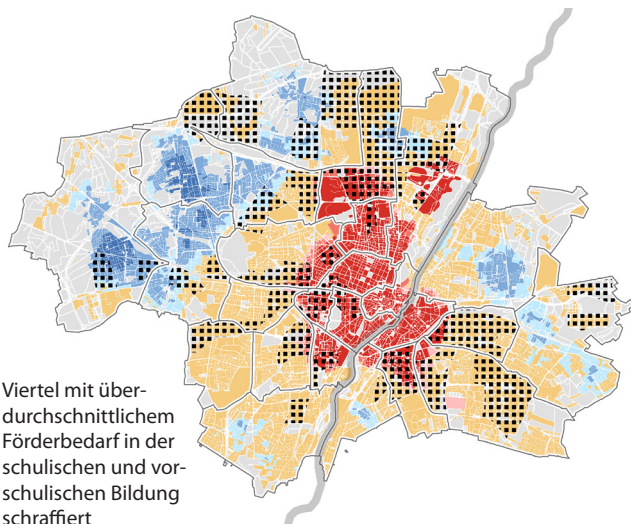 Viertel mit über-
durchschnittlichem
Förderbedarf in der
schulischen und vor-
schulischen Bildung
schraffiert